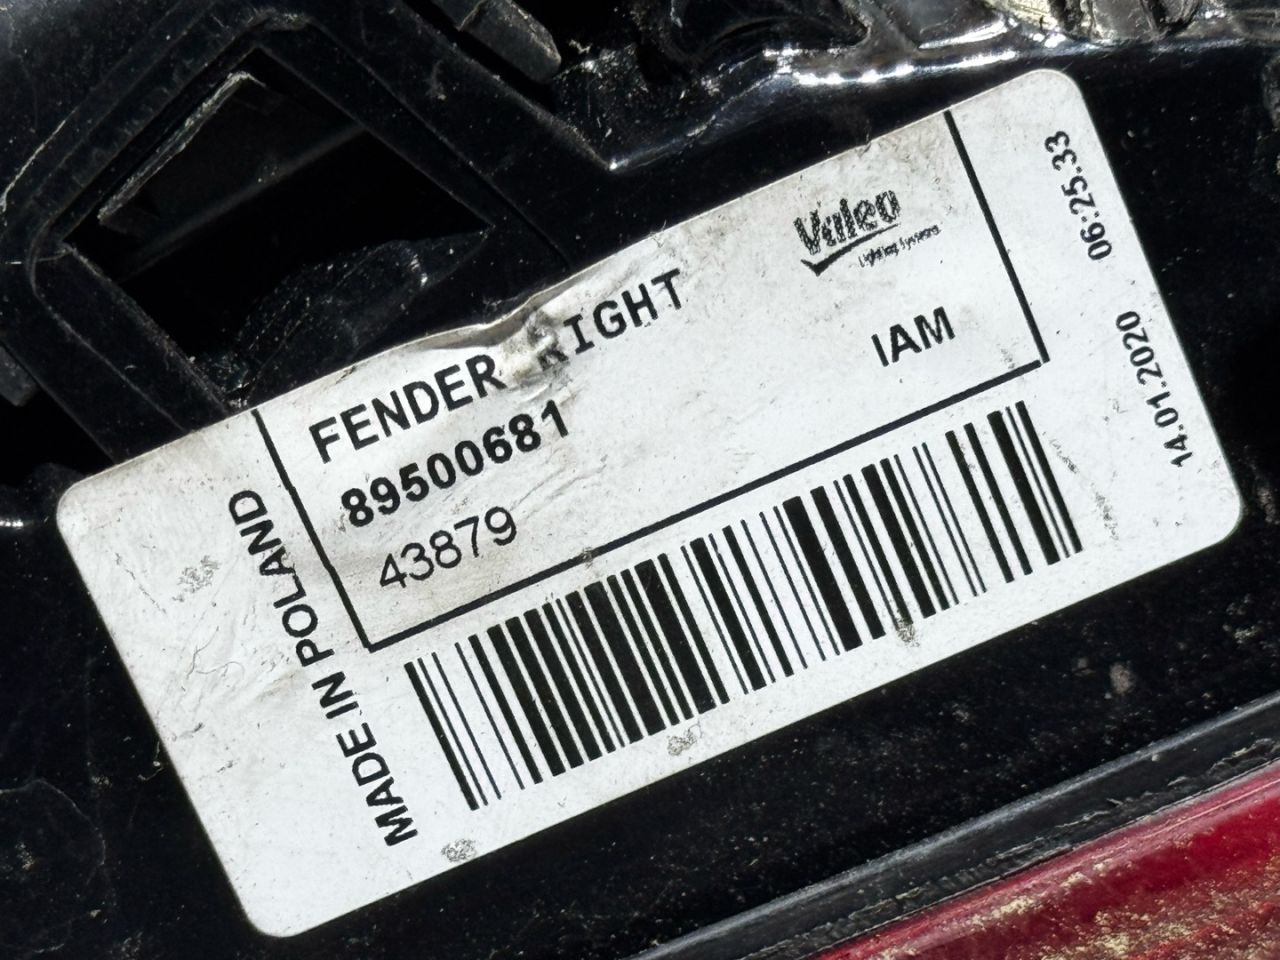 Valeo
Lighting Systems
FENDER RIGHT
89500681
43879
IAM
MADE IN POLAND
14.01.2020 06:25.33